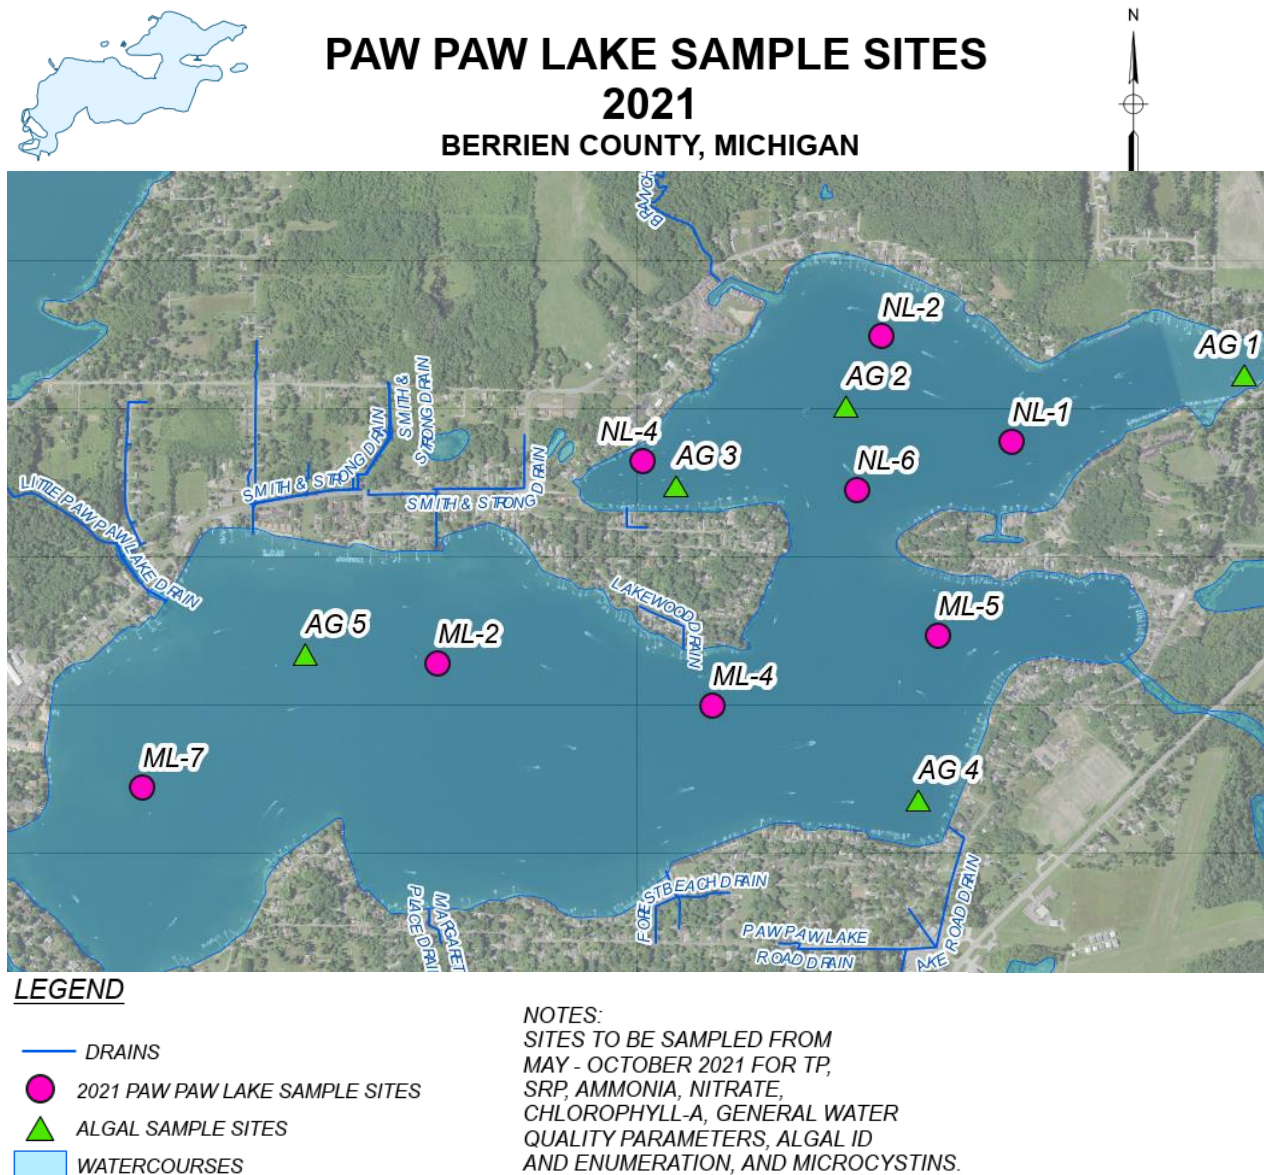 PAW PAW LAKE SAMPLE SITES
2021
BERRIEN COUNTY, MICHIGAN
N
BRANCH
NL-2
AG 1
AG 2
SMITH &
STRONG DRAIN
NL-1
NL-4
AG 3
NL-6
SMITH & STRONG DRAIN
SMITH & STRONG DRAIN
LITTLE PAW PAW LAKE DRAIN
LAKEWOOD DRAIN
AG 5
ML-2
ML-5
ML-4
ML-7
AG 4
FOREST BEACH DRAIN
MARGARET
PLACE DRAI
PAW PAW LAKE
ROAD DRAIN
AKE ROAD DRAIN
LEGEND
DRAINS
2021 PAW PAW LAKE SAMPLE SITES
ALGAL SAMPLE SITES
WATERCOURSES
NOTES:
SITES TO BE SAMPLED FROM
MAY - OCTOBER 2021 FOR TP,
SRP, AMMONIA, NITRATE,
CHLOROPHYLL-A, GENERAL WATER
QUALITY PARAMETERS, ALGAL ID
AND ENUMERATION, AND MICROCYSTINS.